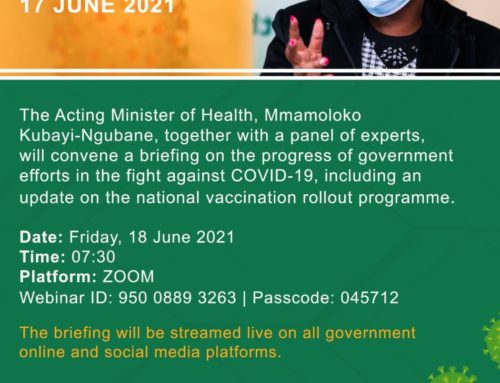 17 JUNE 2021
The Acting Minister of Health, Mmamoloko
Kubayi-Ngubane, together with a panel of experts,
will convene a briefing on the progress of government
efforts in the fight against COVID-19, including an
update on the national vaccination rollout programme.
Date: Friday, 18 June 2021
Time: 07:30
Platform: ZOOM
Webinar ID: 950 0889 3263 | Passcode: 045712
The briefing will be streamed live on all government
online and social media platforms.